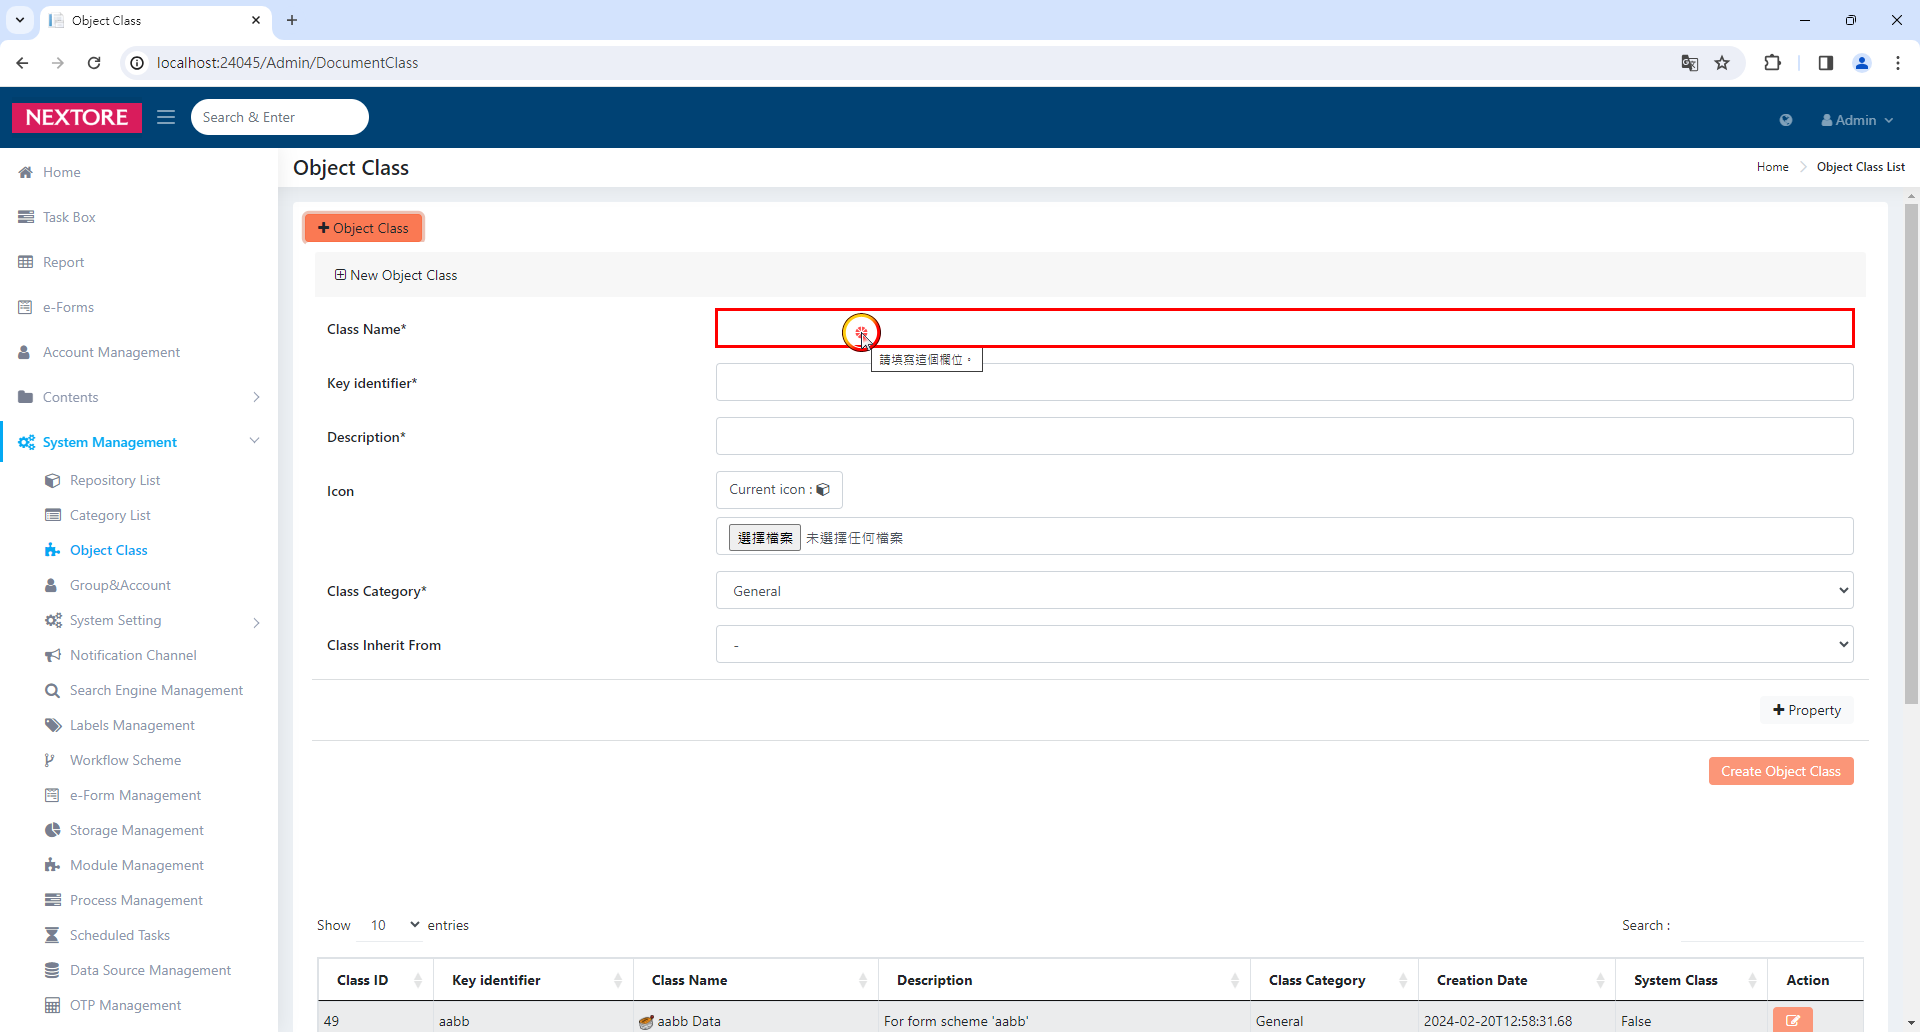 Object Class
localhost:24045/Admin/DocumentClass
NEXTORE
Search & Enter
Admin
Home
Task Box
Report
e-Forms
Account Management
Contents
System Management
Repository List
Category List
Object Class
Group&Account
System Setting
Notification Channel
Search Engine Management
Labels Management
Workflow Scheme
e-Form Management
Storage Management
Module Management
Process Management
Scheduled Tasks
Data Source Management
OTP Management
Object Class
Home
Object Class List
Object Class
New Object Class
Class Name*
請填寫這個欄位。
Key identifier*
Description*
Icon
Current icon :
選擇檔案 未選擇任何檔案
Class Category*
General
Class Inherit From
-
Property
Create Object Class
Show 10 entries
Search :
Class ID Key identifier Class Name Description Class Category Creation Date System Class Action
49 aabb aabb Data For form scheme 'aabb' General 2024-02-20T12:58:31.68 False